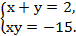 x + y = 2,
xy = −15.